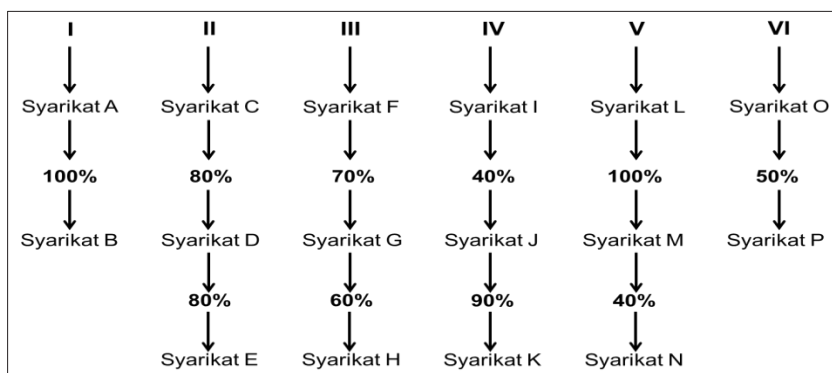 I II III IV V VI
Syarikat A Syarikat C Syarikat F Syarikat I Syarikat L Syarikat O
100% 80% 70% 40% 100% 50%
Syarikat B Syarikat D Syarikat G Syarikat J Syarikat M Syarikat P
80% 60% 90% 40%
Syarikat E Syarikat H Syarikat K Syarikat N